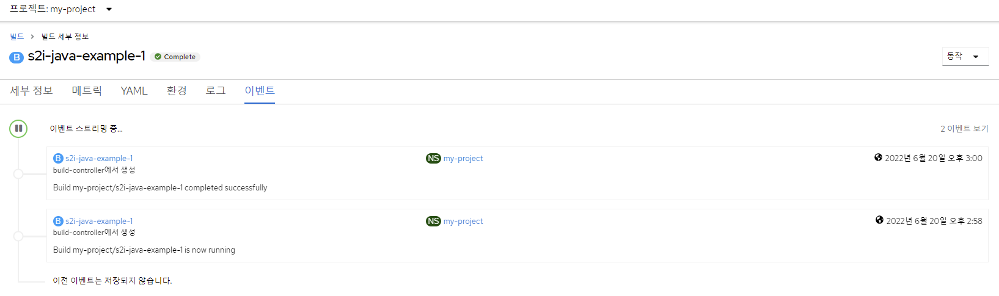 프로젝트: my-project
빌드 > 빌드 세부 정보
B s2i-java-example-1 Complete
동작
세부 정보 메트릭 YAML 환경 로그 이벤트
이벤트 스트리밍 중...
2 이벤트 보기
B s2i-java-example-1 NS my-project 2022년 6월 20일 오후 3:00
build-controller에서 생성
Build my-project/s2i-java-example-1 completed successfully
B s2i-java-example-1 NS my-project 2022년 6월 20일 오후 2:58
build-controller에서 생성
Build my-project/s2i-java-example-1 is now running
이전 이벤트는 저장되지 않습니다.